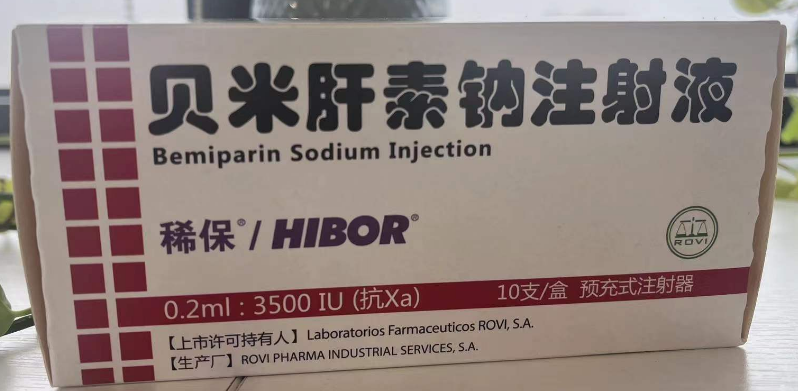 贝米肝素钠注射液
Bemiparin Sodium Injection
稀保®/ HIBOR®
ROVI
0.2ml : 3500 IU (抗Xa) 10支/盒 预充式注射器
【上市许可持有人】Laboratorios Farmaceuticos ROVI, S.A.
【生产厂】ROVI PHARMA INDUSTRIAL SERVICES, S.A.